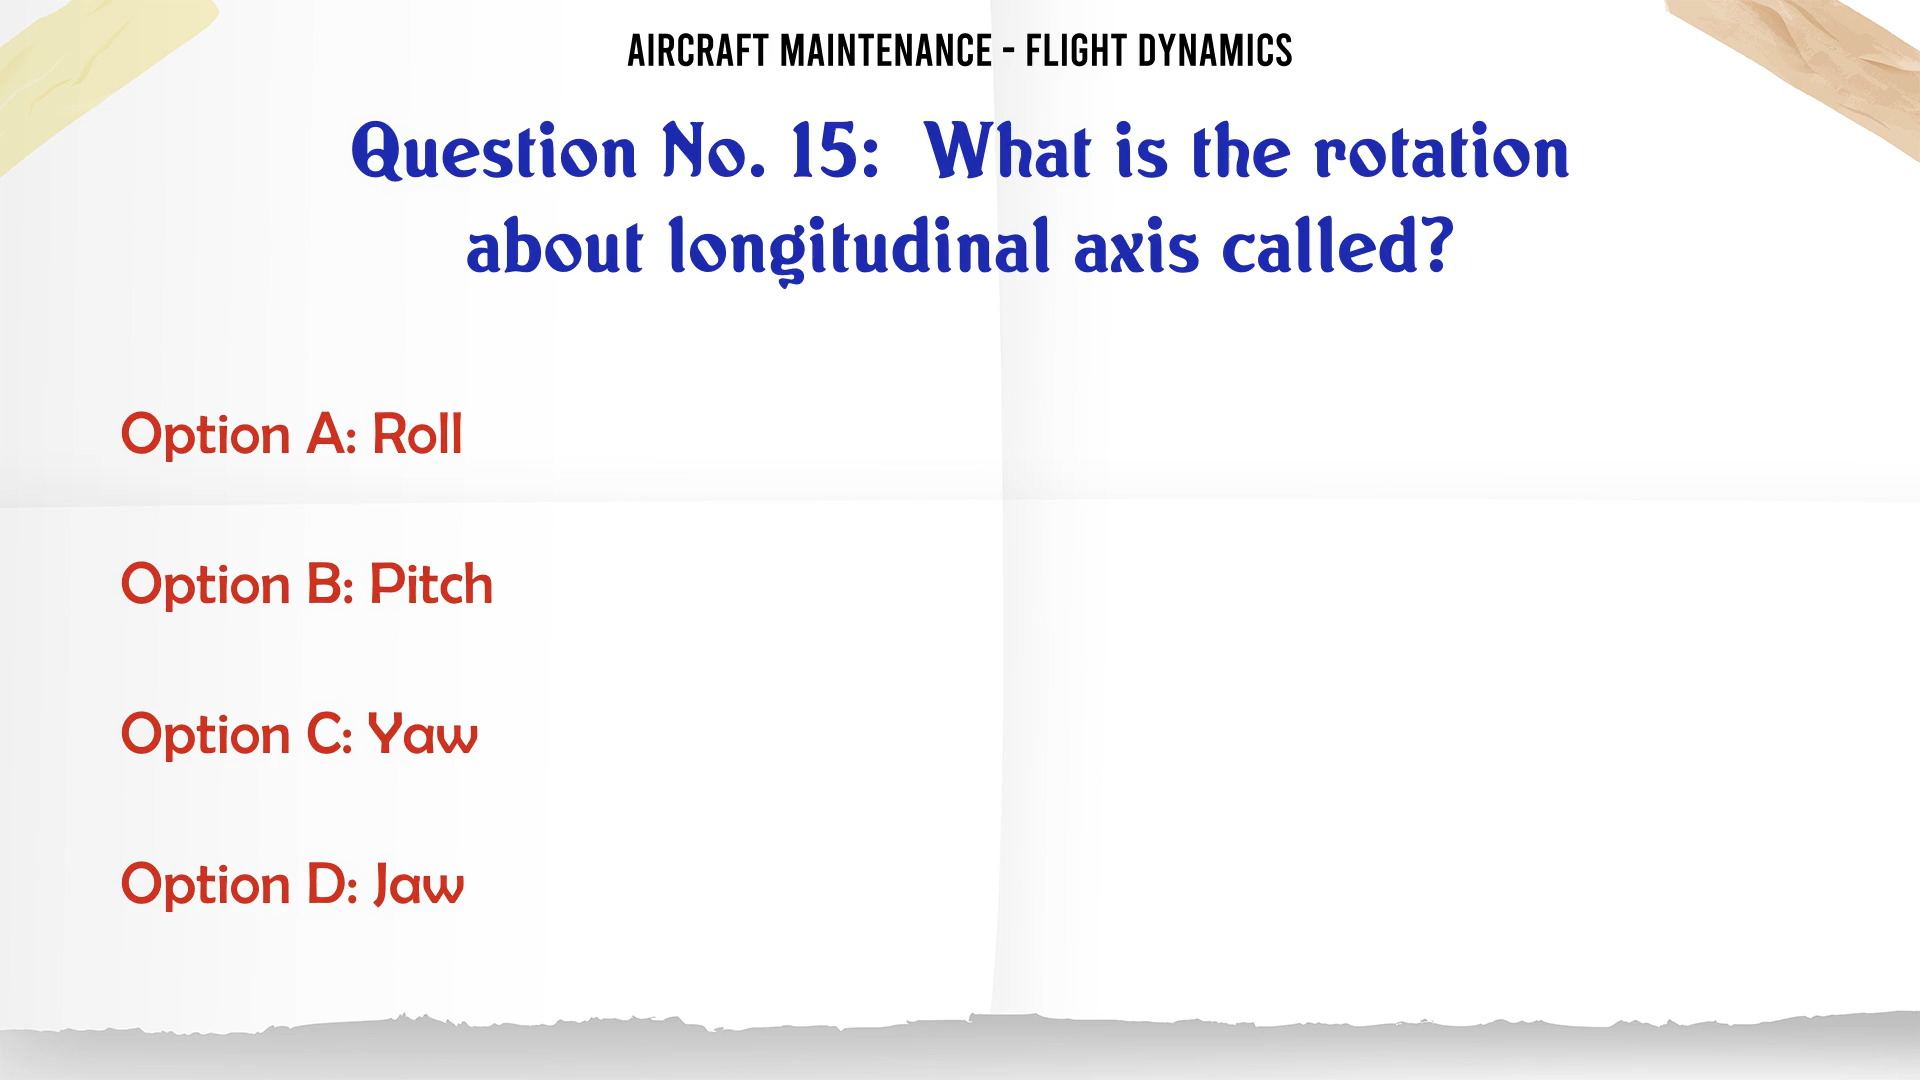 AIRCRAFT MAINTENANCE - FLIGHT DYNAMICS
Question No. 15: What is the rotation
about longitudinal axis called?
Option A: Roll
Option B: Pitch
Option C: Yaw
Option D: Jaw